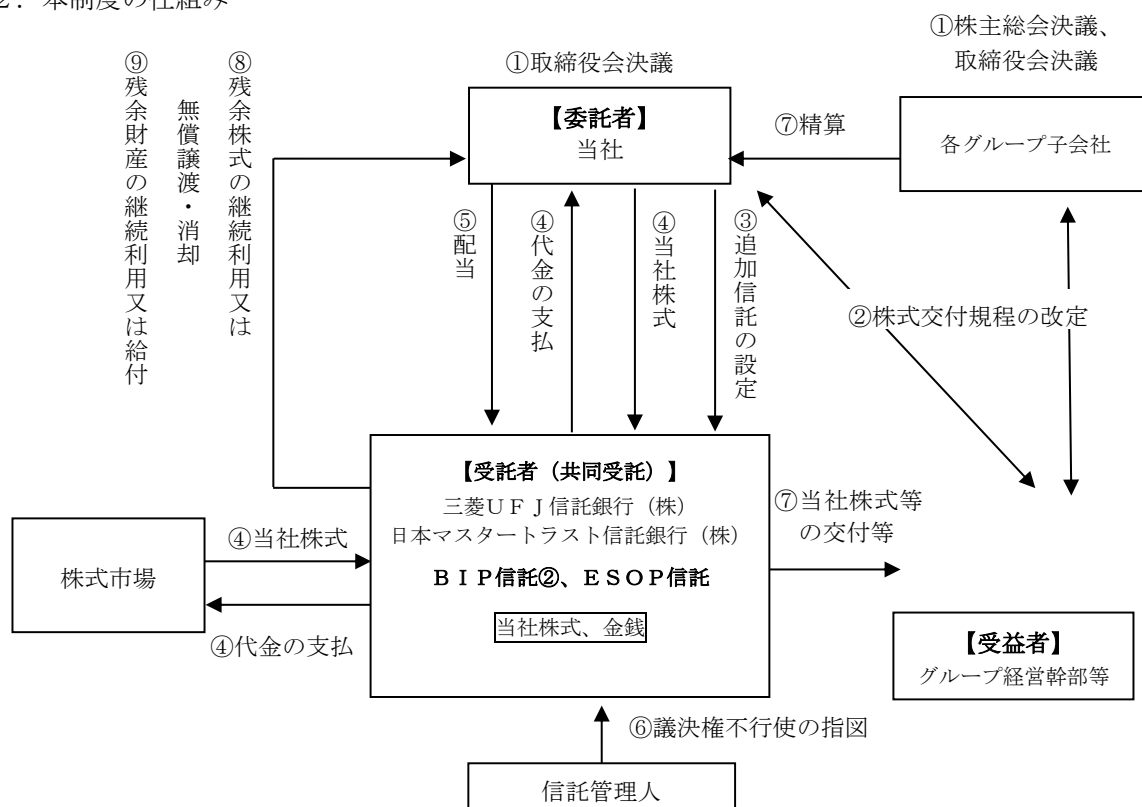 ２．本制度の仕組み
①株主総会決議、
取締役会決議
①取締役会決議
【委託者】
当社
⑦精算
各グループ子会社
⑨残余財産の継続利用又は給付
⑧残余株式の継続利用又は
無償譲渡・消却
⑤配当
④代金の支払
④当社株式
③追加信託の設定
②株式交付規程の改定
【受託者（共同受託）】
三菱ＵＦＪ信託銀行（株）
日本マスタートラスト信託銀行（株）
ＢＩＰ信託②、ＥＳＯＰ信託
当社株式、金銭
⑦当社株式等
の交付等
④当社株式
株式市場
④代金の支払
【受益者】
グループ経営幹部等
⑥議決権不行使の指図
信託管理人